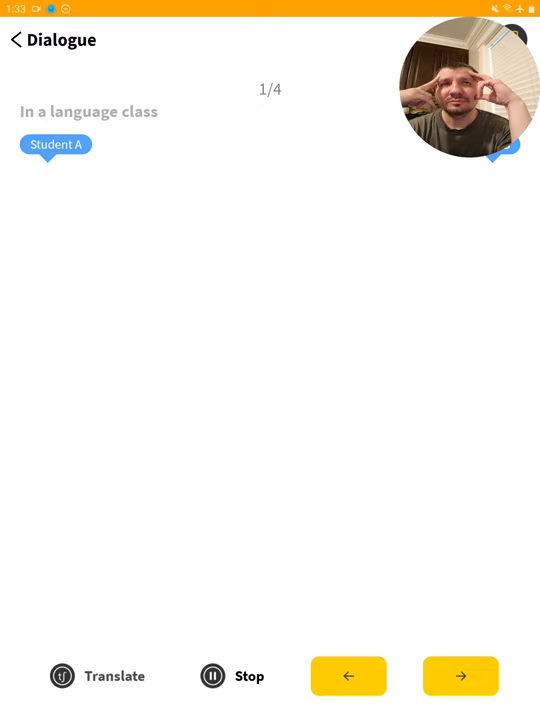 1:33
Dialogue
1/4
In a language class
Student A
Translate
Stop